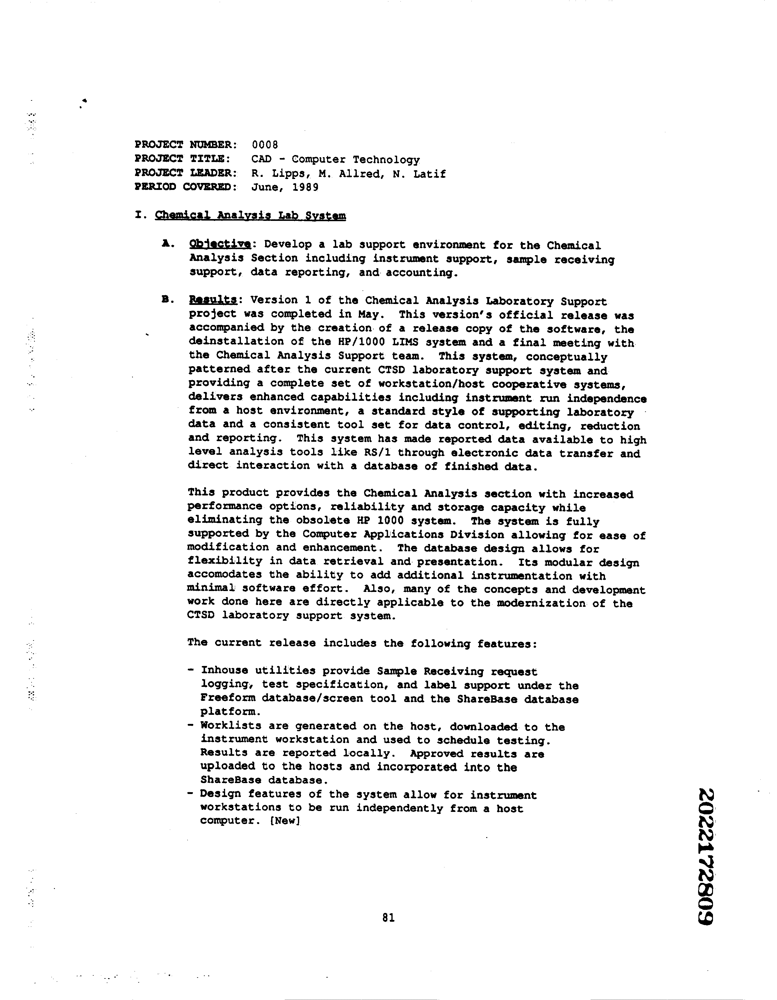 PROJECT NUMBER: 0008
PROJECT TITLE: CAD - Computer Technology
PROJECT LEADER: R. Lipps, M. Allred, N. Latif
PERIOD COVERED: June, 1989
I. Chemical Analysis Lab System
A. Objective: Develop a lab support environment for the Chemical
Analysis Section including instrument support, sample receiving
support, data reporting, and accounting.
B. Results: Version 1 of the Chemical Analysis Laboratory Support
project was completed in May. This version's official release was
accompanied by the creation of a release copy of the software, the
deinstallation of the HP/1000 LIMS system and a final meeting with
the Chemical Analysis Support team. This system, conceptually
patterned after the current CTSD laboratory support system and
providing a complete set of workstation/host cooperative systems,
delivers enhanced capabilities including instrument run independence
from a host environment, a standard style of supporting laboratory
data and a consistent tool set for data control, editing, reduction
and reporting. This system has made reported data available to high
level analysis tools like RS/1 through electronic data transfer and
direct interaction with a database of finished data.
This product provides the Chemical Analysis section with increased
performance options, reliability and storage capacity while
eliminating the obsolete HP 1000 system. The system is fully
supported by the Computer Applications Division allowing for ease of
modification and enhancement. The database design allows for
flexibility in data retrieval and presentation. Its modular design
accomodates the ability to add additional instrumentation with
minimal software effort. Also, many of the concepts and development
work done here are directly applicable to the modernization of the
CTSD laboratory support system.
The current release includes the following features:
- Inhouse utilities provide Sample Receiving request
logging, test specification, and label support under the
Freeform database/screen tool and the ShareBase database
platform.
- Worklists are generated on the host, downloaded to the
instrument workstation and used to schedule testing.
Results are reported locally. Approved results are
uploaded to the hosts and incorporated into the
ShareBase database.
- Design features of the system allow for instrument
workstations to be run independently from a host
computer. [New]
81
2022172809